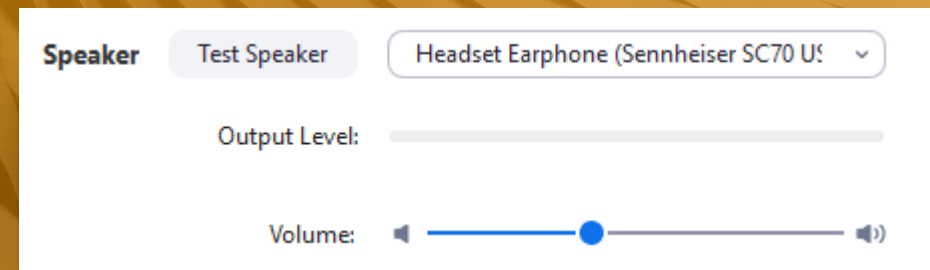 Speaker Test Speaker Headset Earphone (Sennheiser SC70 US
Output Level:
Volume: